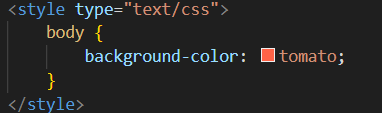 <style type="text/css">
    body {
        background-color: tomato;
    }
</style>